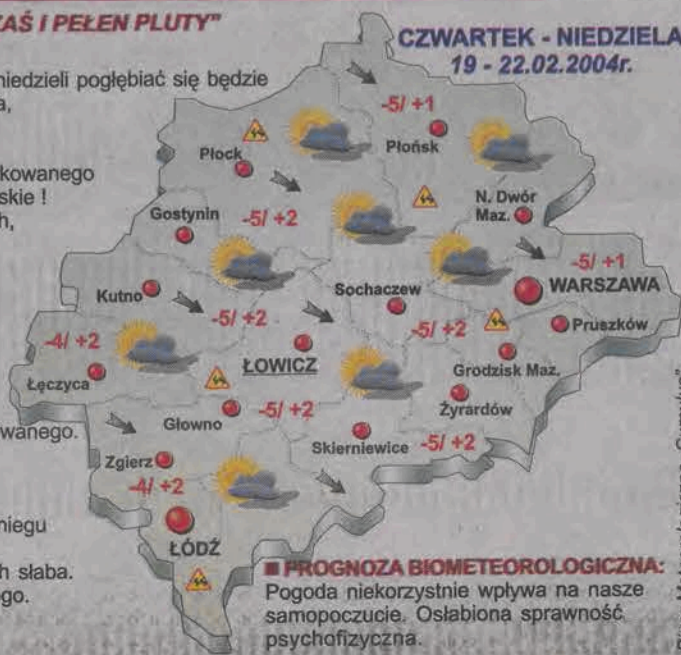 ZAŚ I PEŁEN PLUTY"
CZWARTEK - NIEDZIELA
19 - 22.02.2004r.
niedzieli pogłębiać się będzie
a,
kowanego
skie !
h,
wanego.
niegu
h słaba.
ego.
-5/ +1
Płońsk
Płock
N. Dwór
Maz.
Gostynin
-5/ +2
-5/ +1
WARSZAWA
Kutno
Sochaczew
-5/ +2
-5/ +2
Pruszków
-4/ +2
ŁOWICZ
Grodzisk Maz.
Łęczyca
Żyrardów
Głowno
-5/ +2
Skierniewice
-5/ +2
Zgierz
-4/ +2
ŁÓDŹ
■ PROGNOZA BIOMETEOROLOGICZNA:
Pogoda niekorzystnie wpływa na nasze
samopoczucie. Osłabiona sprawność
psychofizyczna.